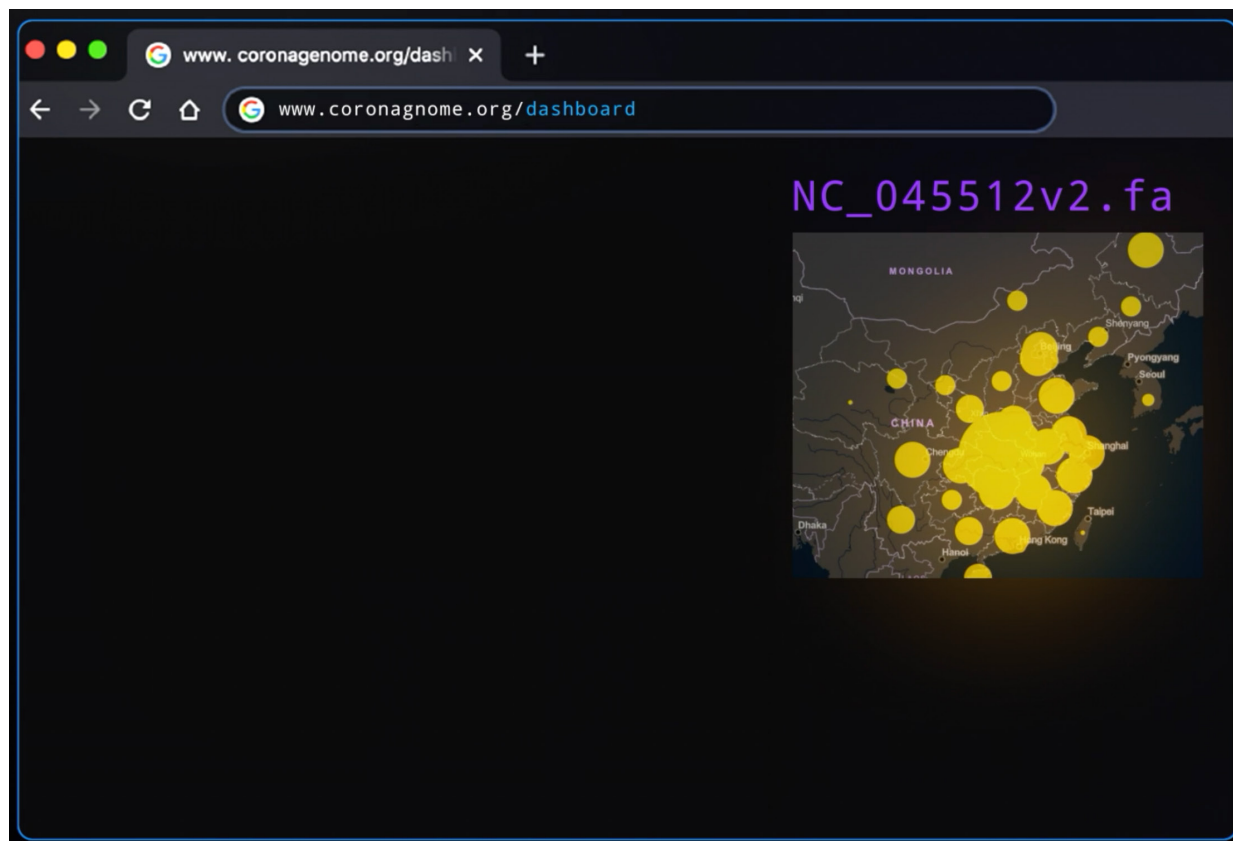 www. coronagenome.org/dash
www.coronagnome.org/dashboard
NC_045512v2.fa
MONGOLIA
Shenyang
Beijing
Pyongyang
Seoul
CHINA
Shanghai
Chengdu
Wuhan
Taipei
Dhaka
Hong Kong
Hanoi